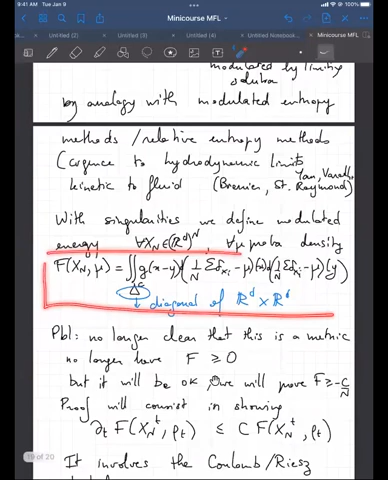 9:41 AM Tue Jan 9
Minicourse MFL
Untitled (2)
Untitled (3)
Untitled (4)
Untitled Notebook...
Minicourse MFL
modulated by limiting
solution
by analogy with modulated entropy
methods / relative entropy methods
(cvgence to hydrodynamic limits
Yau, Varadh.
kinetic to fluid (Brenier, St. Raymond)
With singularities we define modulated
energy ∀X_N ∈ (ℝ^d)^N, ∀μ proba density
F(X_N, μ) = ∬_{Δ^c} g(x-y) d(1/N Σ δ_{x_i} - μ)(x) d(1/N Σ δ_{x_i} - μ)(y)
↓ diagonal of ℝ^d × ℝ^d
Pbl: no longer clear that this is a metric
no longer have F ≥ 0
but it will be ok, we will prove F ≥ -C/N
Proof will consist in showing
∂_t F(X_N^t, ρ_t) ≤ C F(X_N^t, ρ_t)
19 of 20
It involves the Coulomb/Riesz